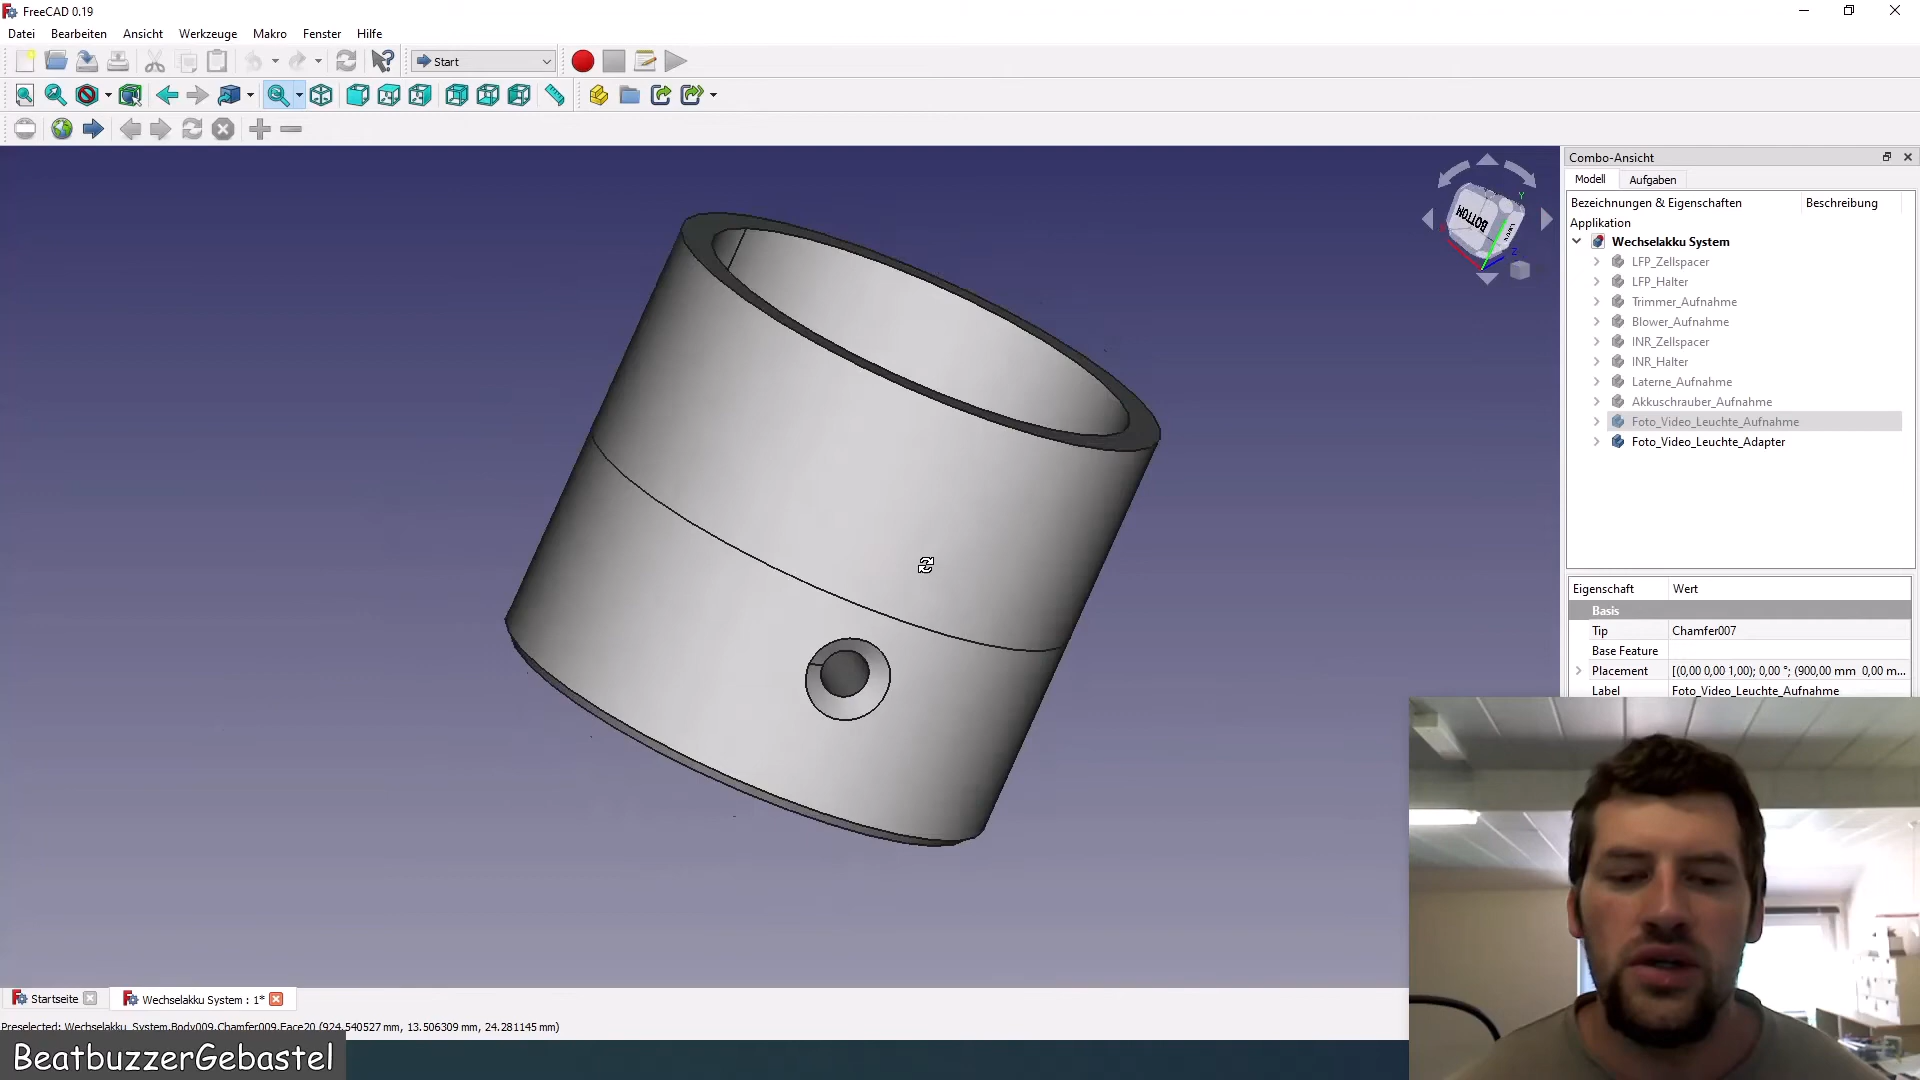 FreeCAD 0.19
Datei Bearbeiten Ansicht Werkzeuge Makro Fenster Hilfe
Start
BOTTOM
Y
Z
Combo-Ansicht
Modell Aufgaben
Bezeichnungen & Eigenschaften Beschreibung
Applikation
Wechselakku System
LFP_Zellspacer
LFP_Halter
Trimmer_Aufnahme
Blower_Aufnahme
INR_Zellspacer
INR_Halter
Laterne_Aufnahme
Akkuschrauber_Aufnahme
Foto_Video_Leuchte_Aufnahme
Foto_Video_Leuchte_Adapter
Eigenschaft Wert
Basis
Tip Chamfer007
Base Feature
Placement [(0,00 0,00 1,00); 0,00 °; (900,00 mm 0,00 m...
Label Foto_Video_Leuchte_Aufnahme
Startseite Wechselakku System : 1*
Preselected: Wechselakku_System.Body009.Chamfer009.Face20 (924.540527 mm, 13.506309 mm, 24.281145 mm)
BeatbuzzerGebastel